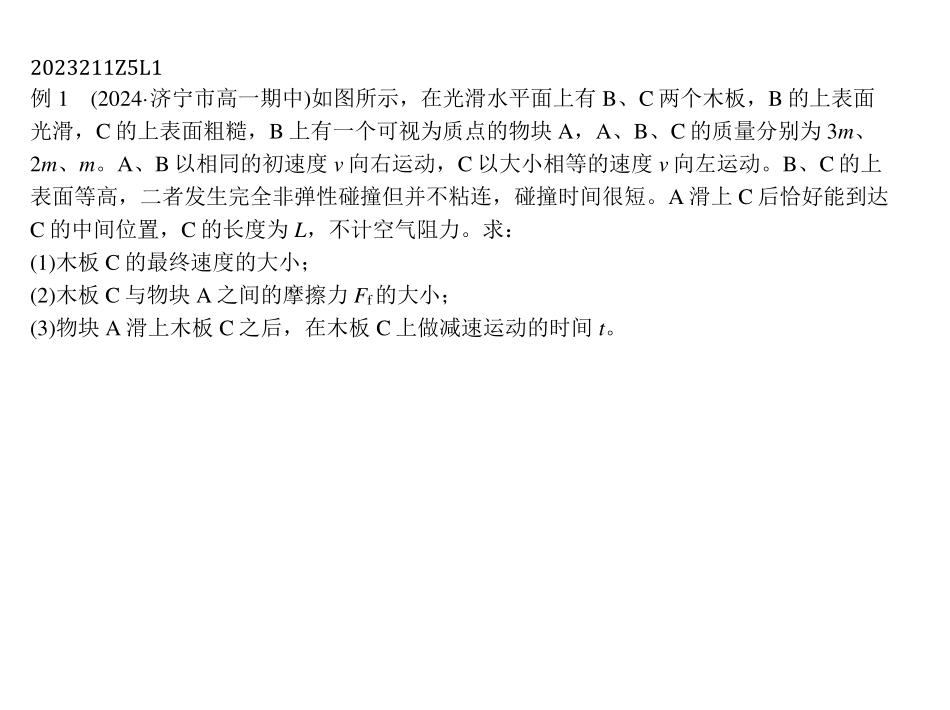 2023211Z5L1
例 1　(2024·济宁市高一期中)如图所示，在光滑水平面上有 B、C 两个木板，B 的上表面
光滑，C 的上表面粗糙，B 上有一个可视为质点的物块 A，A、B、C 的质量分别为 3m、
2m、m。A、B 以相同的初速度 v 向右运动，C 以大小相等的速度 v 向左运动。B、C 的上
表面等高，二者发生完全非弹性碰撞但并不粘连，碰撞时间很短。A 滑上 C 后恰好能到达
C 的中间位置，C 的长度为 L，不计空气阻力。求：
(1)木板 C 的最终速度的大小；
(2)木板 C 与物块 A 之间的摩擦力 Ff 的大小；
(3)物块 A 滑上木板 C 之后，在木板 C 上做减速运动的时间 t。